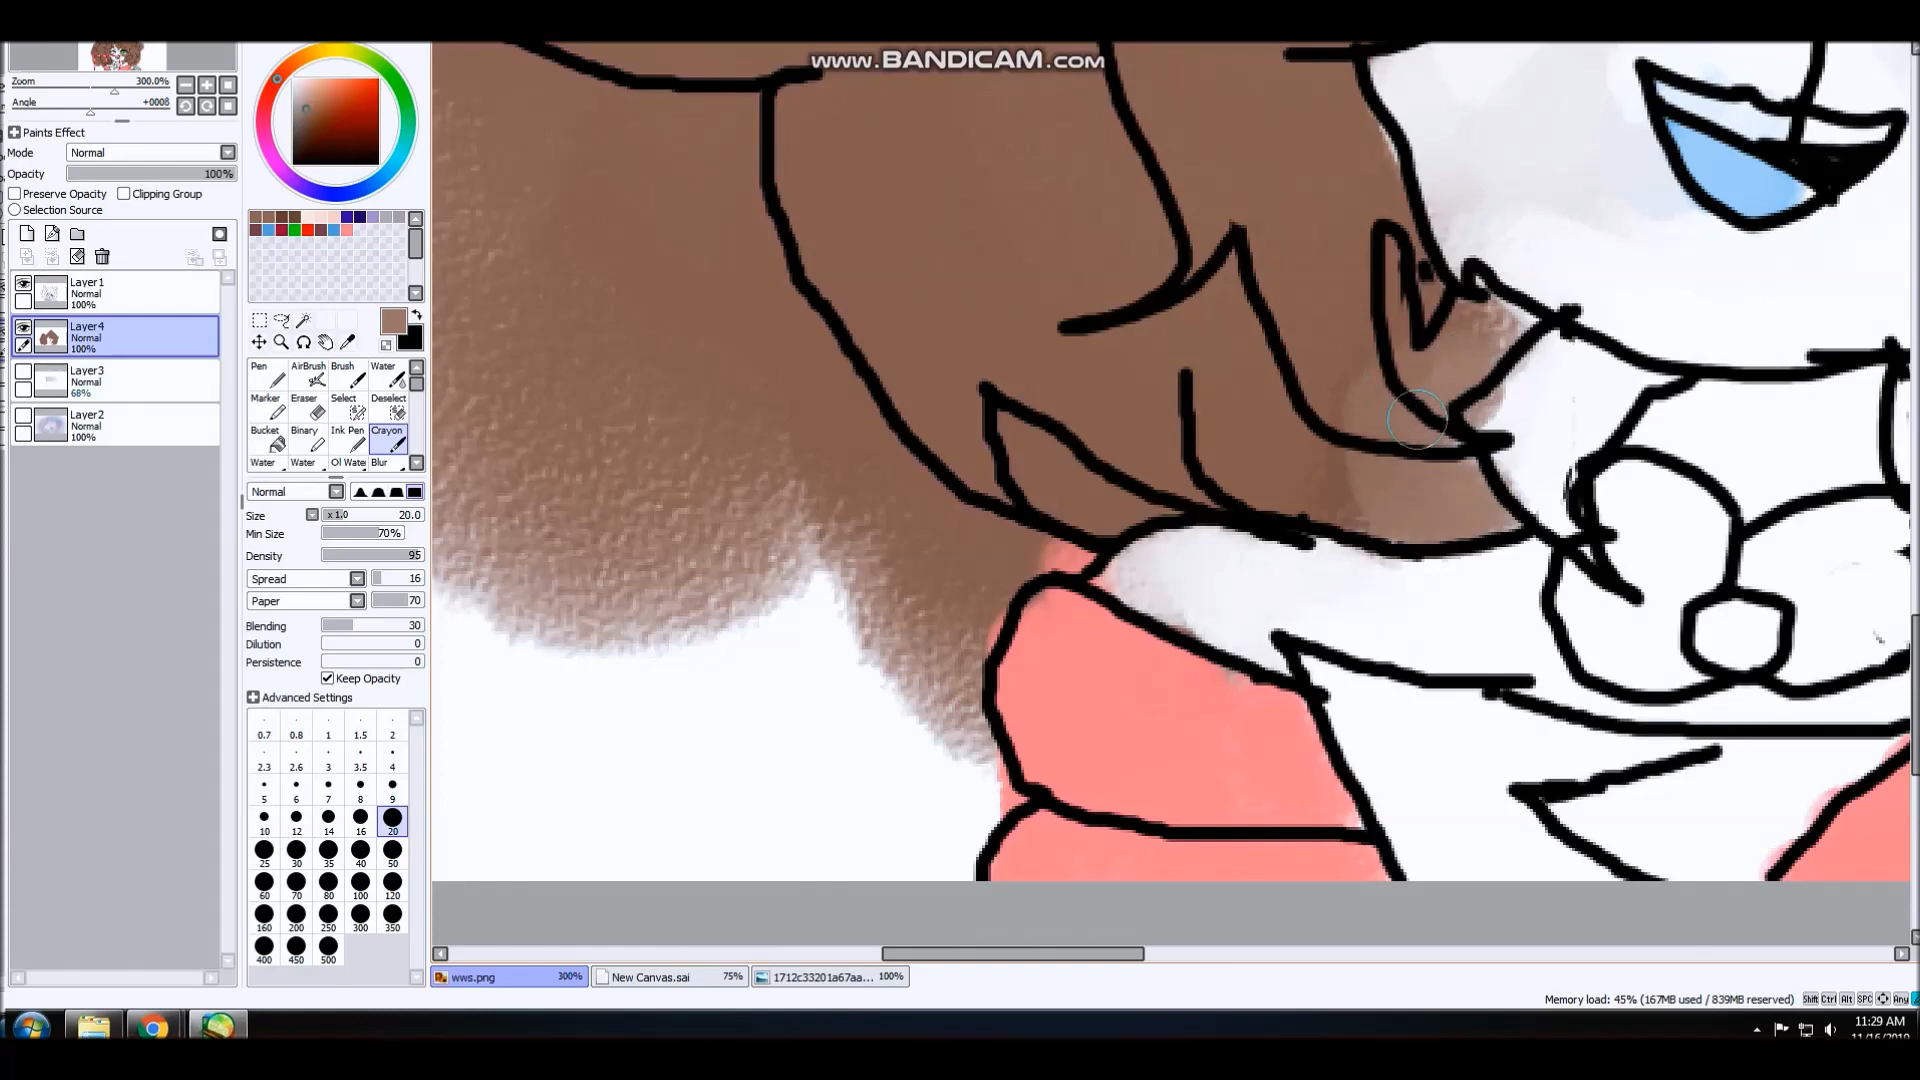 www.BANDICAM.com
Zoom 300.0%
Angle +000ß
Paints Effect
Mode Normal
Opacity 100%
Preserve Opacity Clipping Group
Selection Source
Layer1
Normal
100%
Layer4
Normal
100%
Layer3
Normal
68%
Layer2
Normal
100%
Pen AirBrush Brush Water
Marker Eraser Select Deselect
Bucket Binary Ink Pen Crayon
Water Water Ol Wate Blur
Normal
Size x 1.0 20.0
Min Size 70%
Density 95
Spread 16
Paper 70
Blending 30
Dilution 0
Persistence 0
Keep Opacity
Advanced Settings
0.7 0.8 1 1.5 2
2.3 2.6 3 3.5 4
5 6 7 8 9
10 12 14 16 20
25 30 35 40 50
60 70 80 100 120
160 200 250 300 350
400 450 500
wws.png 300% New Canvas.sai 75% 1712c33201a67aa... 100%
Memory load: 45% (167MB used / 839MB reserved) Shift Ctrl Alt SPC Any
11:29 AM